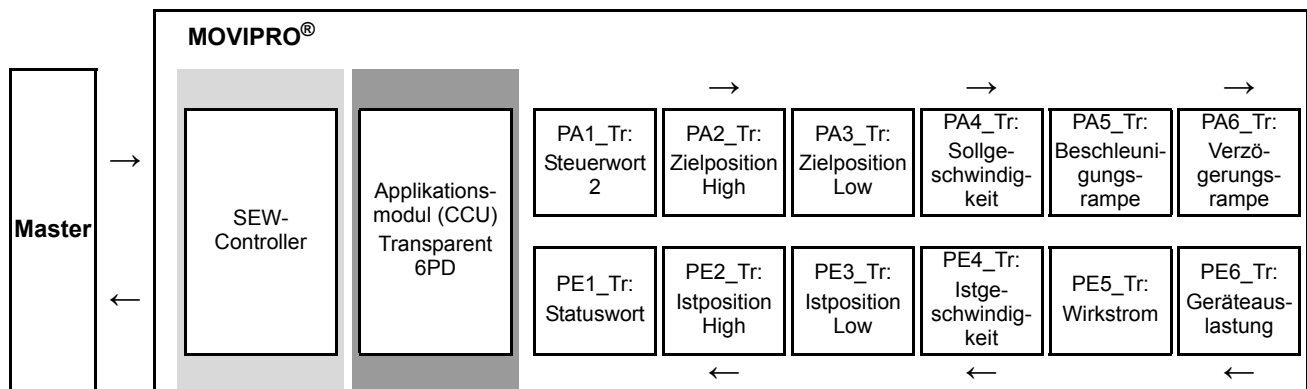 MOVIPRO®
→
→
→
Master
→
←
SEW-
Controller
Applikations-
modul (CCU)
Transparent
6PD
PA1_Tr:
Steuerwort
2
PA2_Tr:
Zielposition
High
PA3_Tr:
Zielposition
Low
PA4_Tr:
Sollge-
schwindig-
keit
PA5_Tr:
Beschleuni-
gungs-
rampe
PA6_Tr:
Verzö-
gerungs-
rampe
PE1_Tr:
Statuswort
PE2_Tr:
Istposition
High
PE3_Tr:
Istposition
Low
PE4_Tr:
Istge-
schwindig-
keit
PE5_Tr:
Wirkstrom
PE6_Tr:
Geräteaus-
lastung
←
←
←